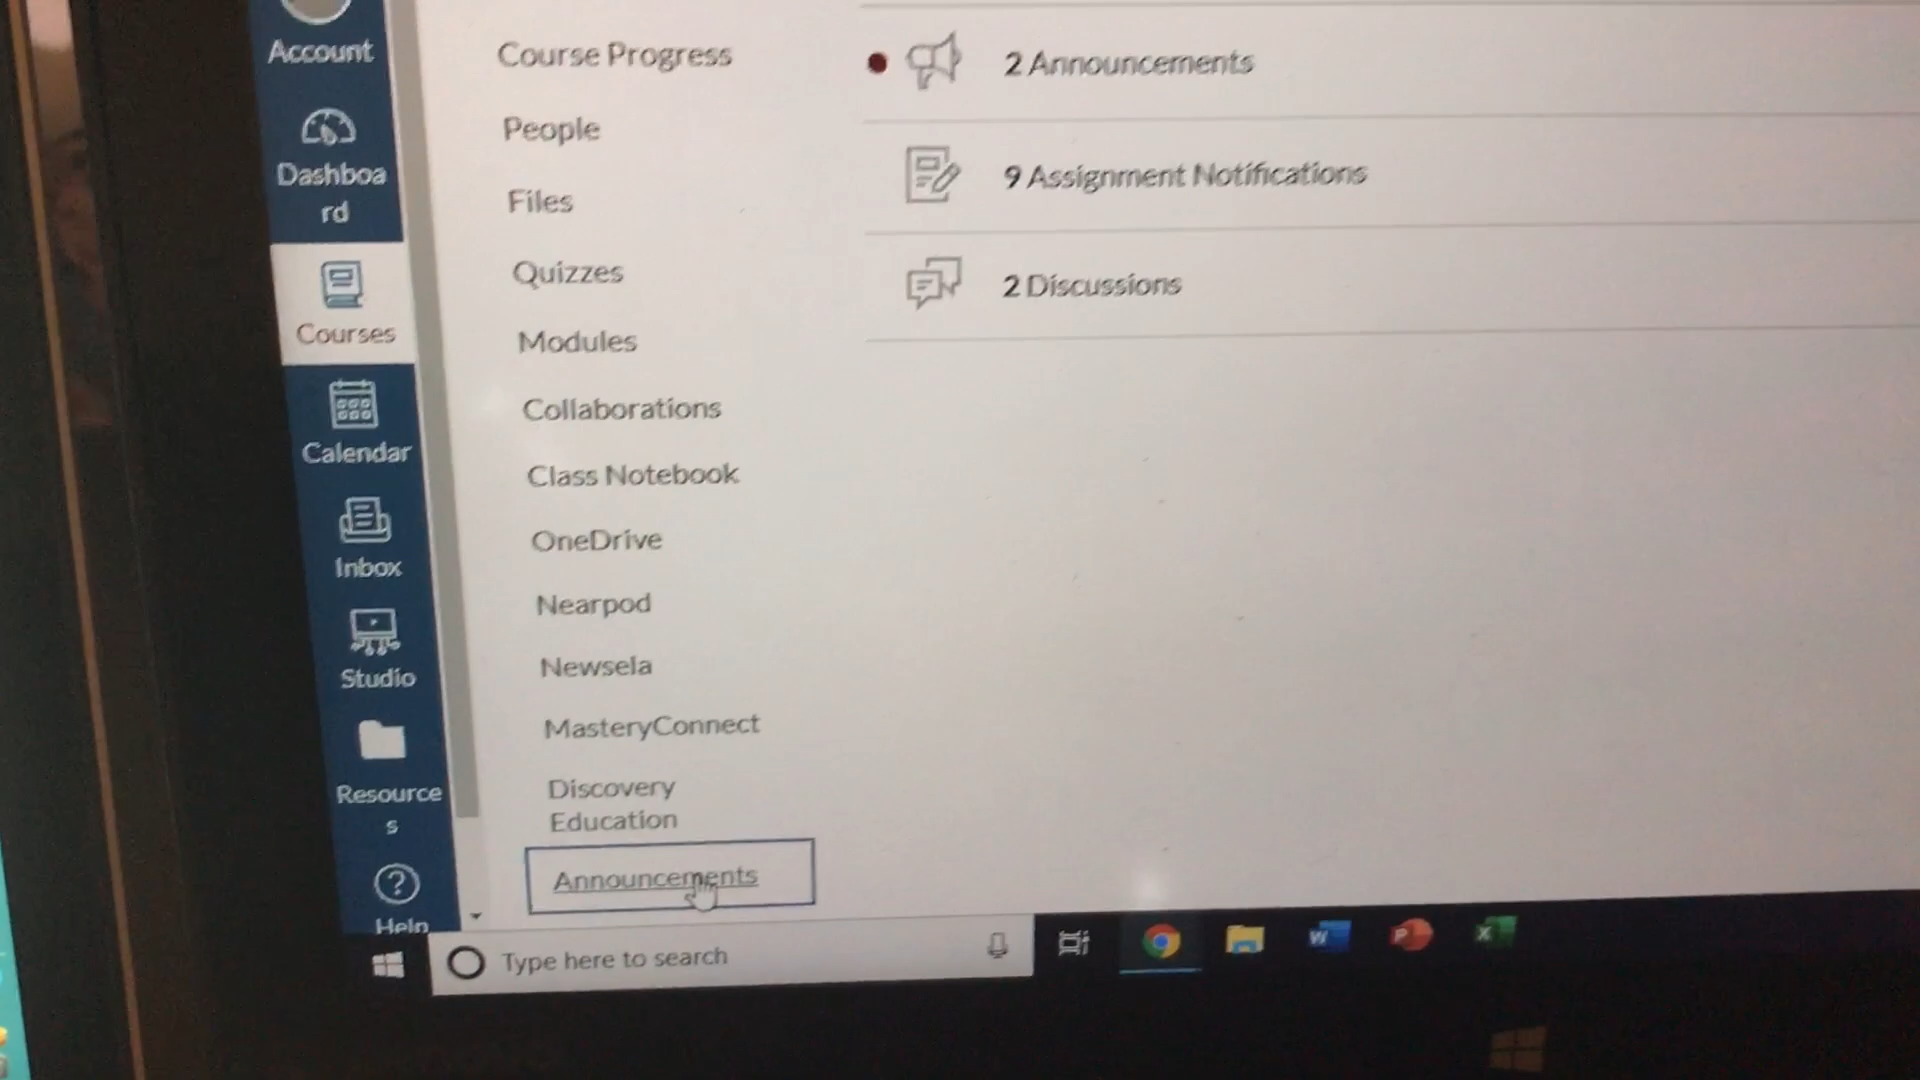 Account
Dashboa
rd
Courses
Calendar
Inbox
Studio
Resource
s
Help
Course Progress
People
Files
Quizzes
Modules
Collaborations
Class Notebook
OneDrive
Nearpod
Newsela
MasteryConnect
Discovery
Education
Announcements
2 Announcements
9 Assignment Notifications
2 Discussions
Type here to search
W
P
X